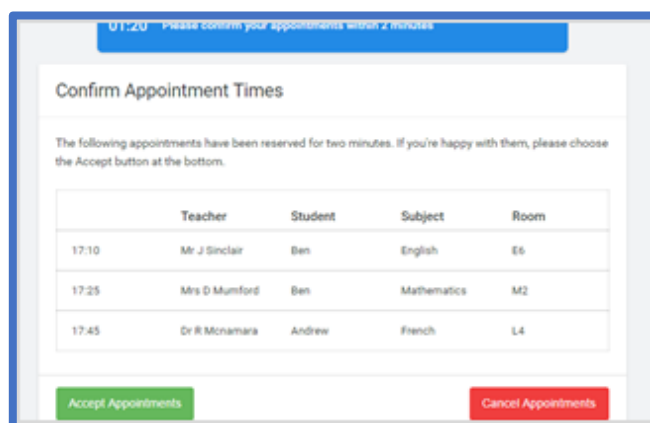 01:20 Please confirm your appointments within 2 minutes
Confirm Appointment Times
The following appointments have been reserved for two minutes. If you're happy with them, please choose
the Accept button at the bottom.
Teacher Student Subject Room
17:10 Mr J Sinclair Ben English E6
17:25 Mrs D Mumford Ben Mathematics M2
17:45 Dr R Mcnamara Andrew French L4
Accept Appointments Cancel Appointments